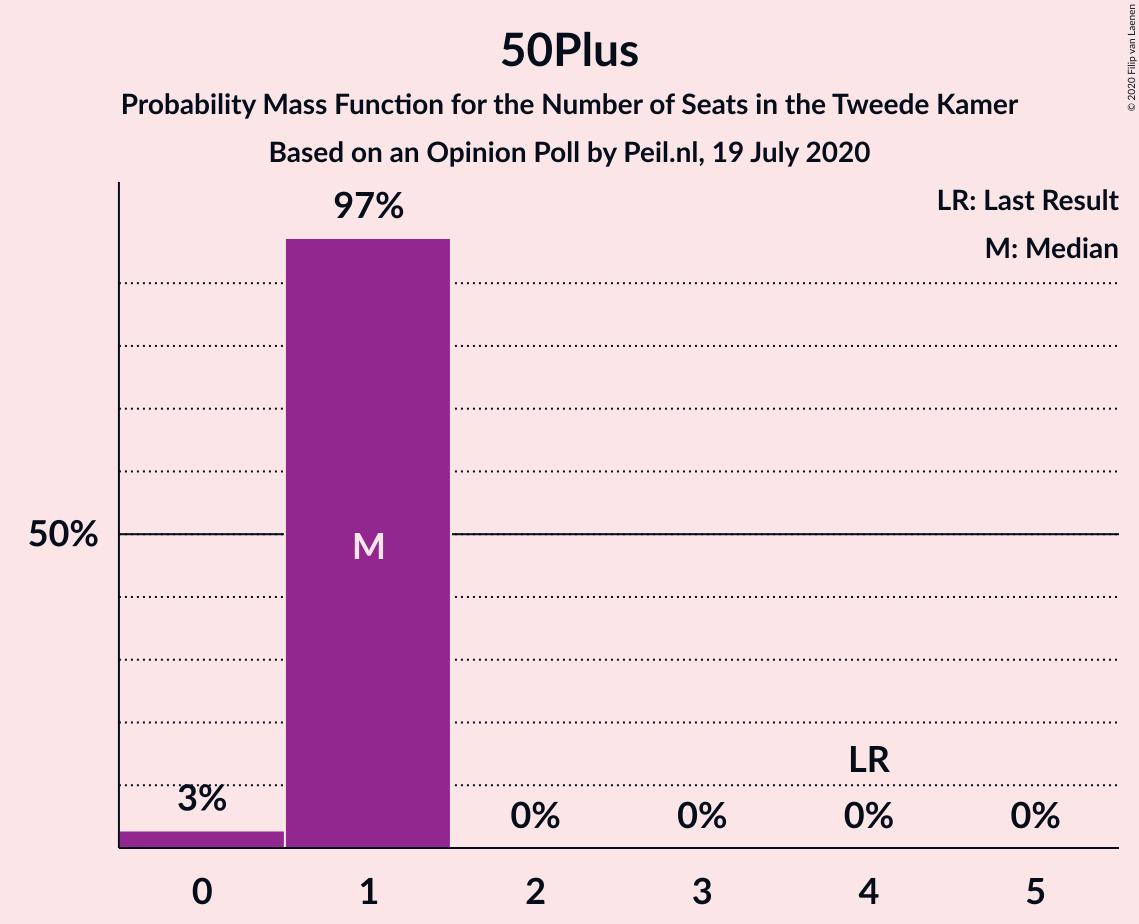 50Plus
Probability Mass Function for the Number of Seats in the Tweede Kamer
Based on an Opinion Poll by Peil.nl, 19 July 2020
© 2020 Filip van Laenen
LR: Last Result
M: Median
97%
50%
M
LR
3%
0%
0%
0%
0%
0
1
2
3
4
5